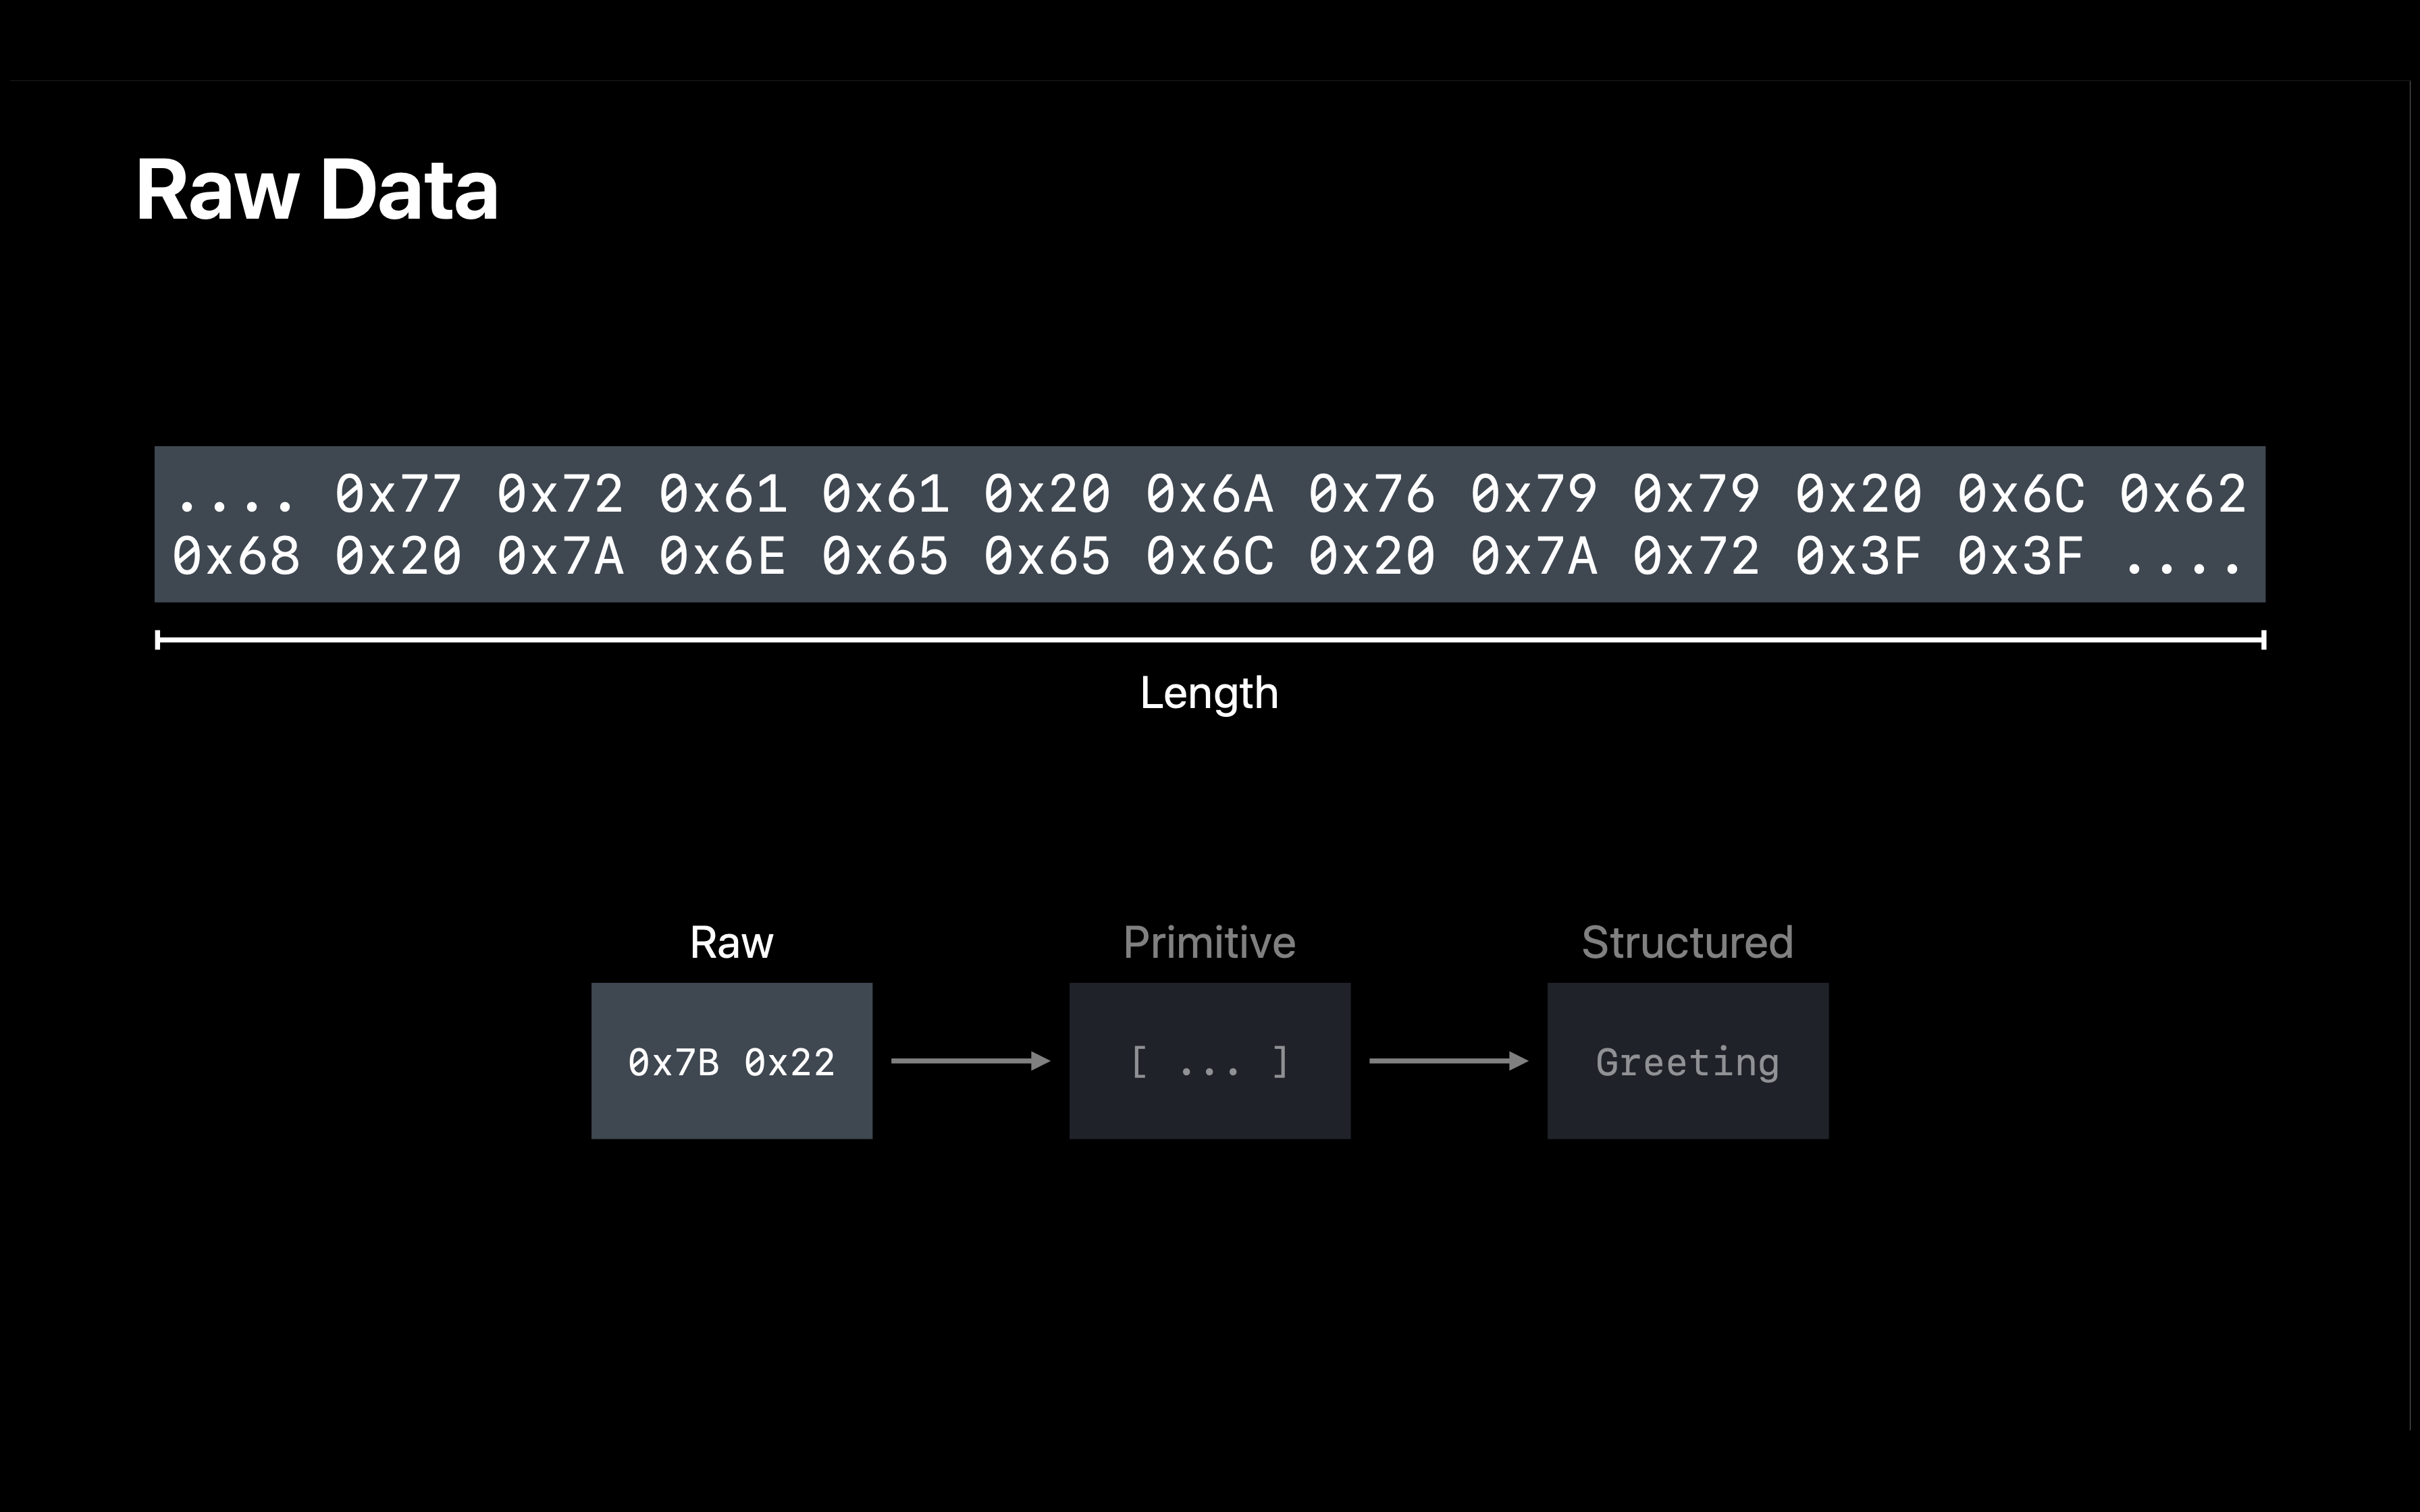 Raw Data
.... 0x77 0x72 0x61 0x61 0x20 0x6A 0x76 0x79 0x79 0x20 0x6C 0x62
0x68 0x20 0x7A 0x6E 0x65 0x65 0x6C 0x20 0x7A 0x72 0x3F 0x3F ....
Length
Raw
Primitive
Structured
0x7B 0x22
[ ... ]
Greeting